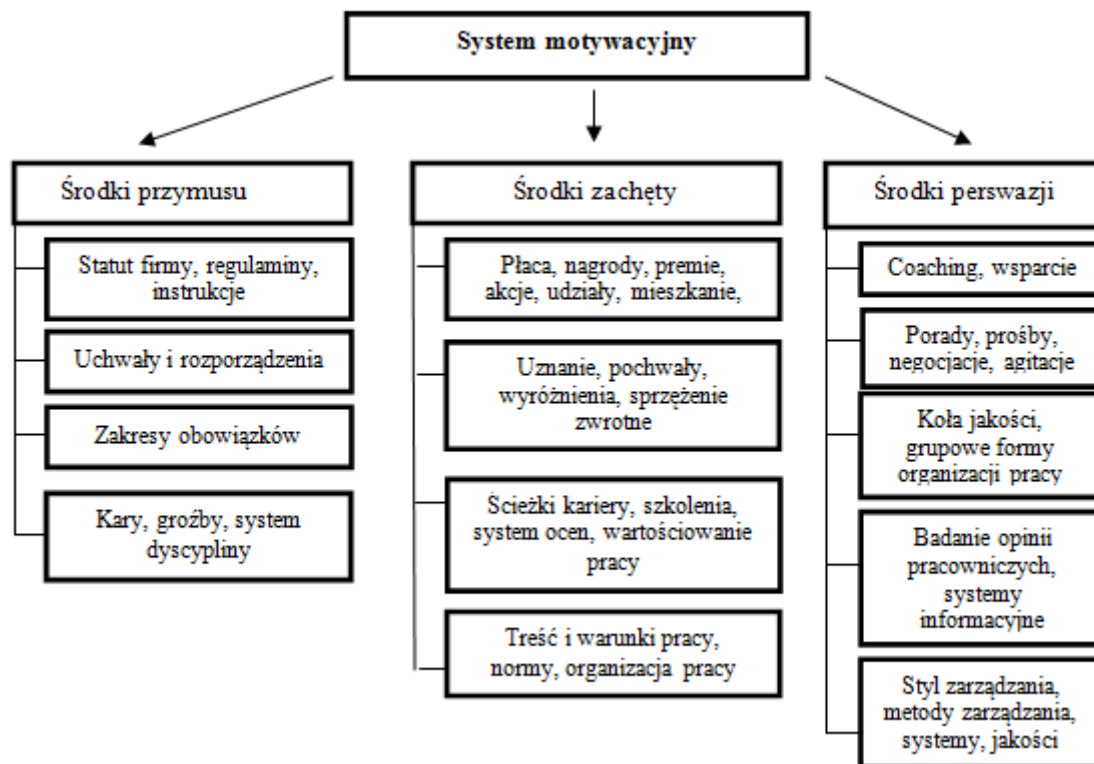 System motywacyjny
Środki przymusu
Statut firmy, regulaminy,
instrukcje
Uchwały i rozporządzenia
Zakresy obowiązków
Kary, groźby, system
dyscypliny
Środki zachęty
Płaca, nagrody, premie,
akcje, udziały, mieszkanie,
Uznanie, pochwały,
wyróżnienia, sprzężenie
zwrotne
Ścieżki kariery, szkolenia,
system ocen, wartościowanie
pracy
Treść i warunki pracy,
normy, organizacja pracy
Środki perswazji
Coaching, wsparcie
Porady, prośby,
negocjacje, agitacje
Koła jakości,
grupowe formy
organizacji pracy
Badanie opinii
pracowniczych,
systemy
informacyjne
Styl zarządzania,
metody zarządzania,
systemy, jakości